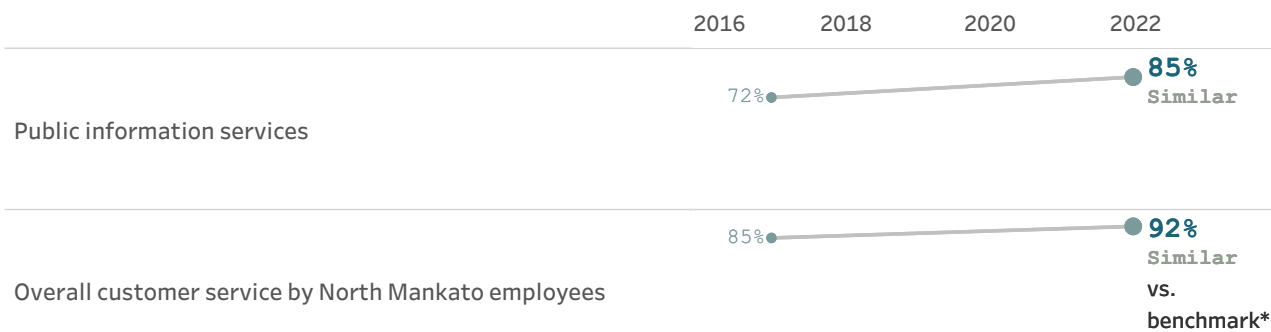 2016 2018 2020 2022
85%
72%
Similar
Public information services
92%
85%
Similar
Overall customer service by North Mankato employees
vs.
benchmark*